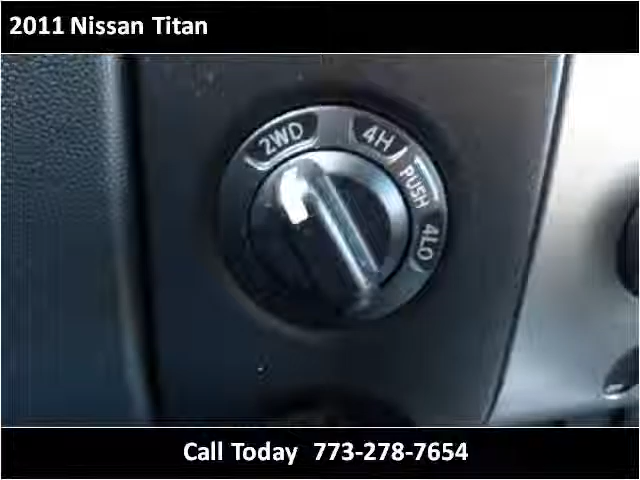 2011 Nissan Titan
2WD
4H
PUSH
4LO
Call Today 773-278-7654